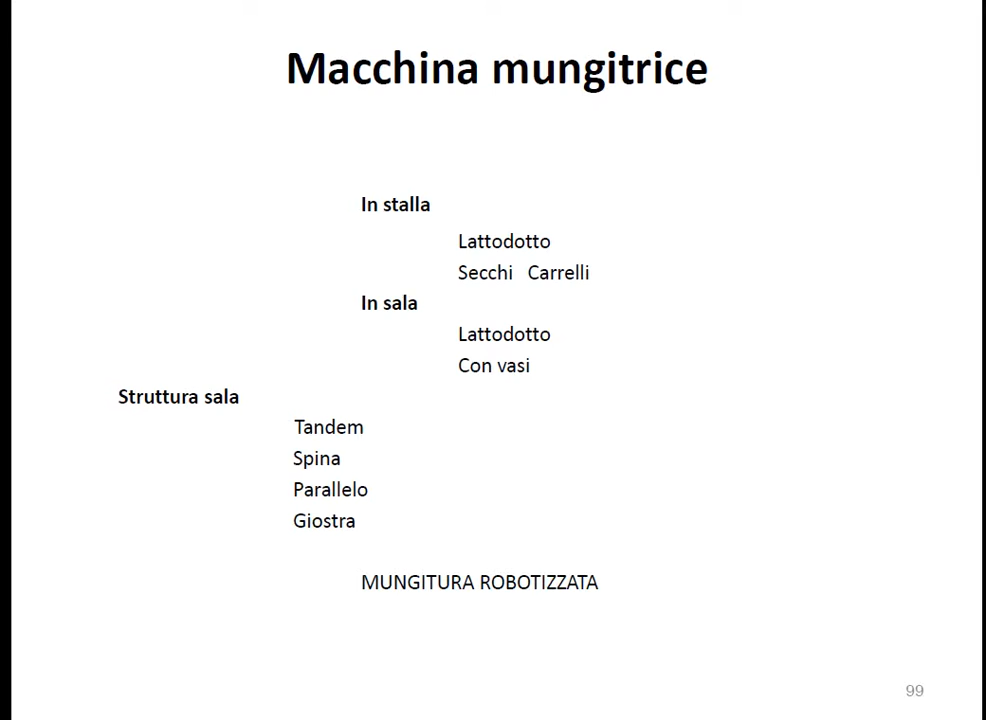 Macchina mungitrice
In stalla
Lattodotto
Secchi Carrelli
In sala
Lattodotto
Con vasi
Struttura sala
Tandem
Spina
Parallelo
Giostra
MUNGITURA ROBOTIZZATA
99